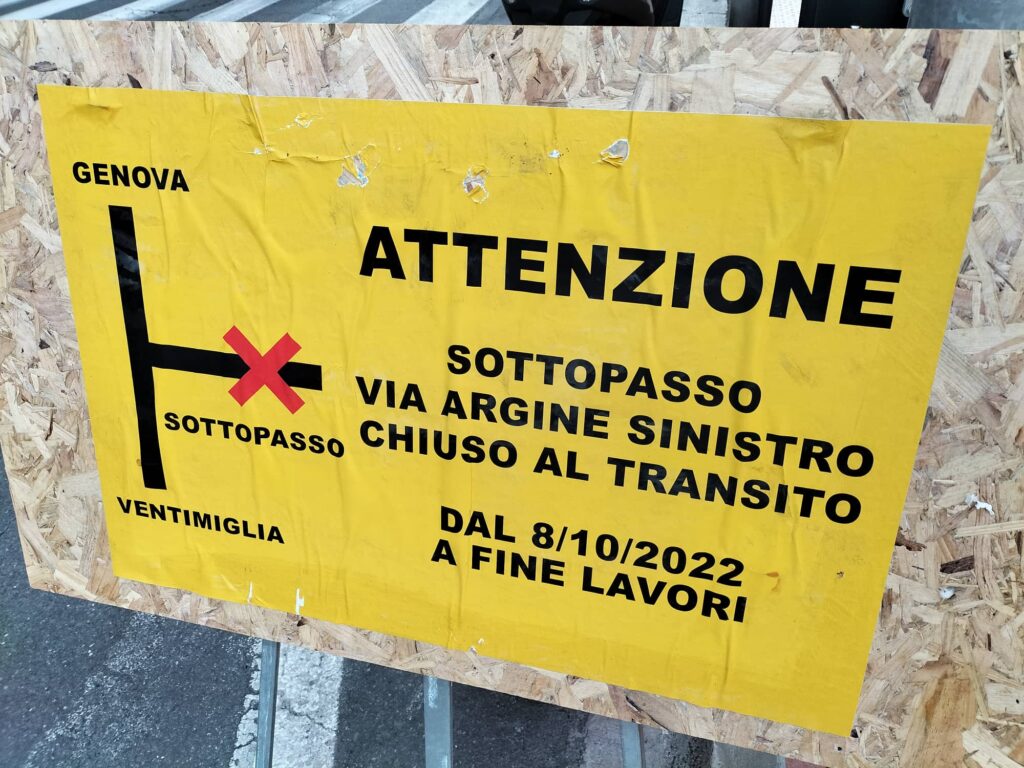 GENOVA
SOTTOPASSO
VENTIMIGLIA
ATTENZIONE
SOTTOPASSO
VIA ARGINE SINISTRO
CHIUSO AL TRANSITO
DAL 8/10/2022
A FINE LAVORI